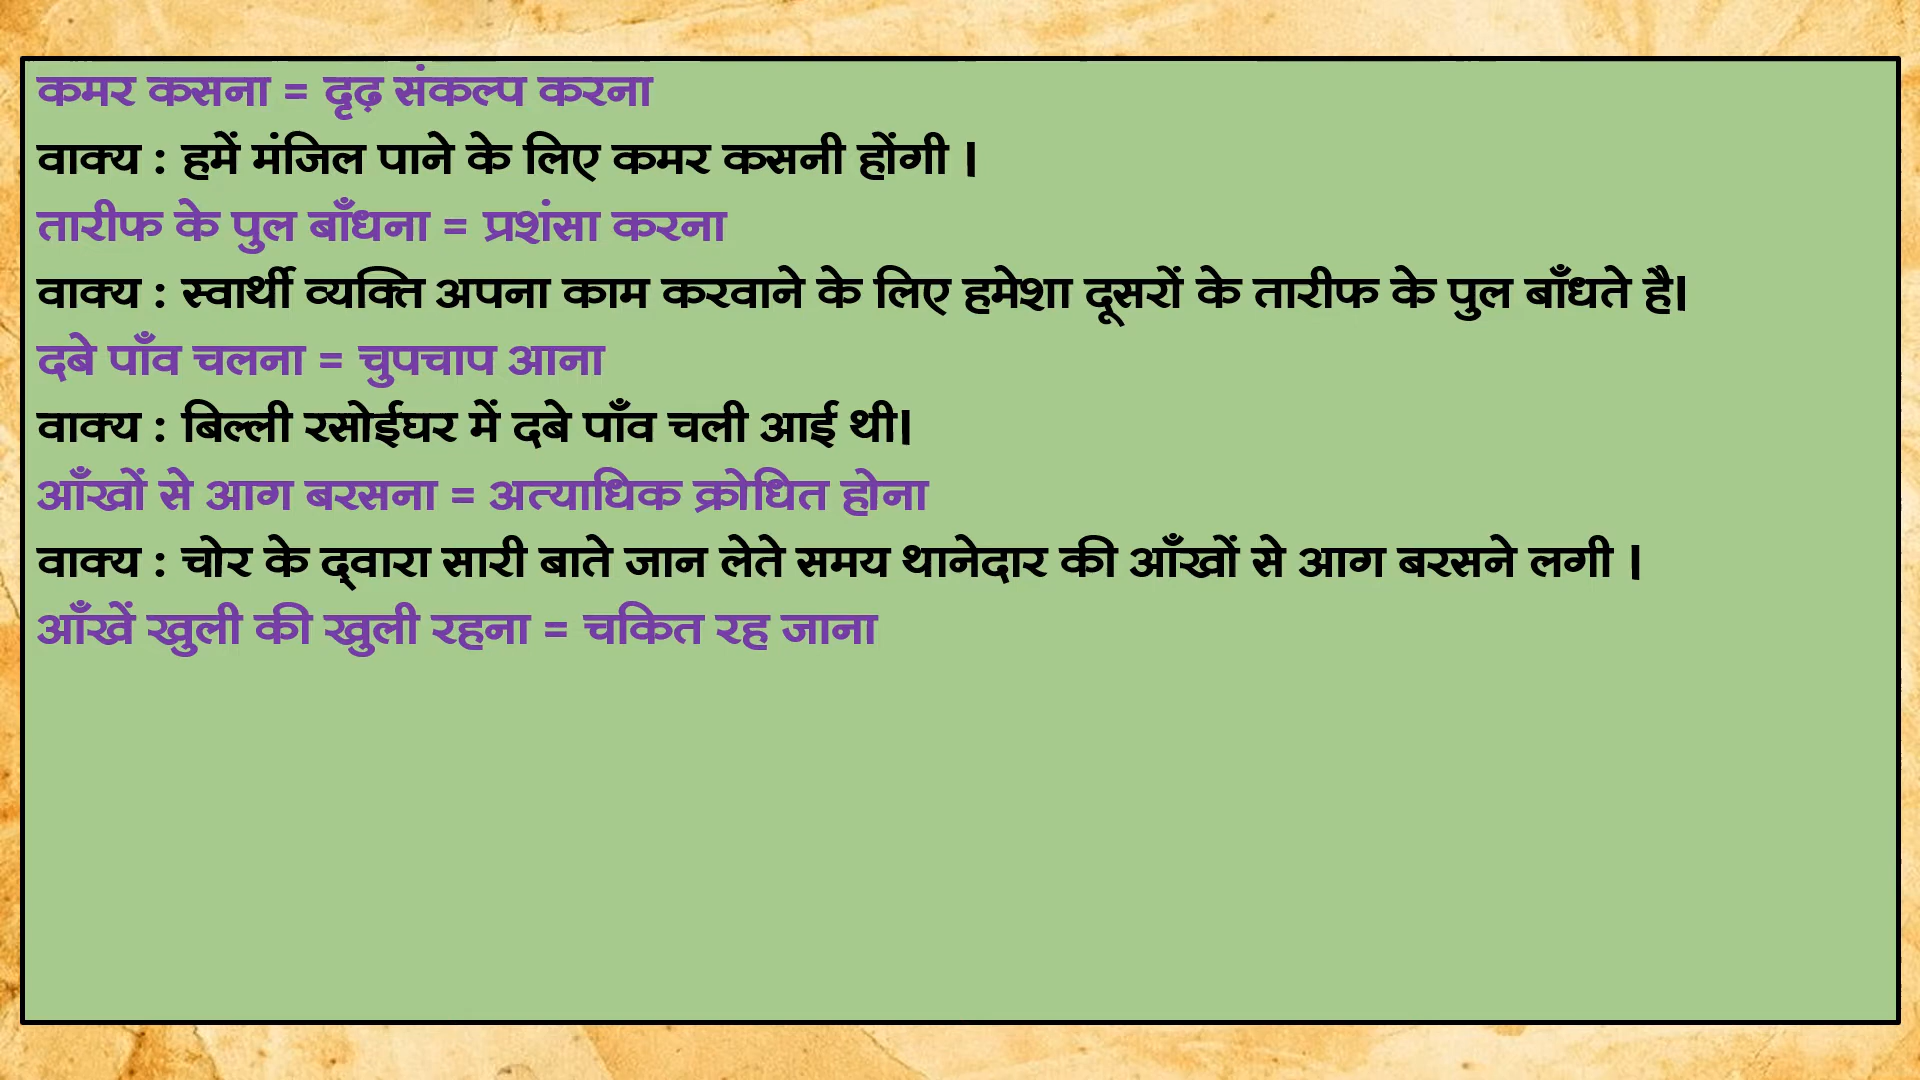 कमर कसना = दृढ़ संकल्प करना
वाक्य : हमें मंजिल पाने के लिए कमर कसनी होंगी ।
तारीफ के पुल बाँधना = प्रशंसा करना
वाक्य : स्वार्थी व्यक्ति अपना काम करवाने के लिए हमेशा दूसरों के तारीफ के पुल बाँधते है।
दबे पाँव चलना = चुपचाप आना
वाक्य : बिल्ली रसोईघर में दबे पाँव चली आई थी।
आँखों से आग बरसना = अत्याधिक क्रोधित होना
वाक्य : चोर के द्‌वारा सारी बाते जान लेते समय थानेदार की आँखों से आग बरसने लगी ।
आँखें खुली की खुली रहना = चकित रह जाना